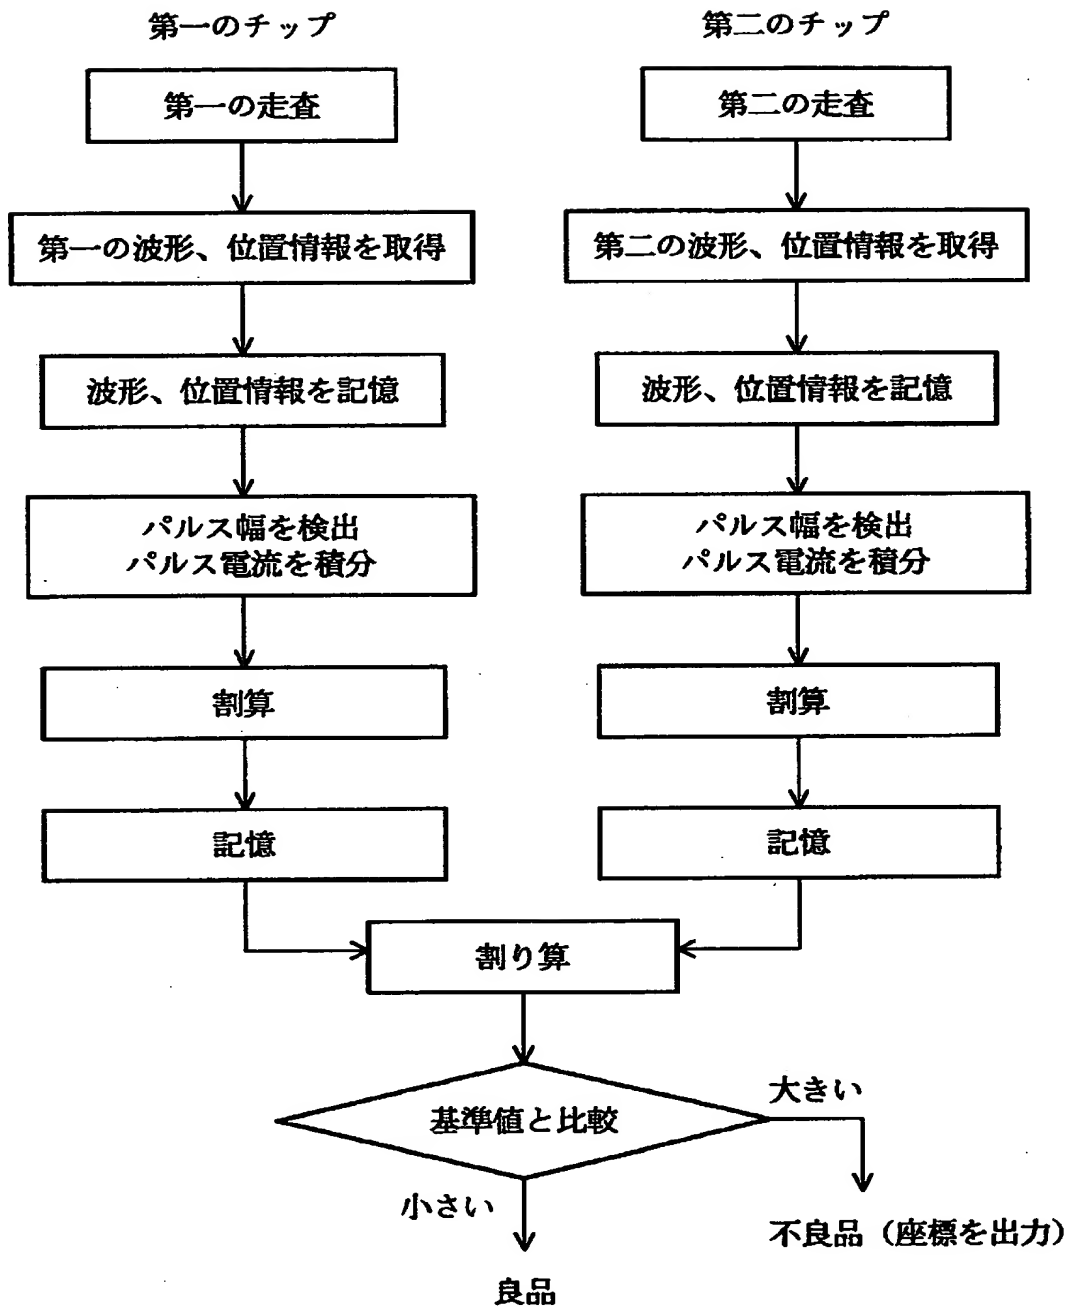 第一のチップ
第一の走査
第一の波形、位置情報を取得
波形、位置情報を記憶
パルス幅を検出
パルス電流を積分
割算
記憶
第二のチップ
第二の走査
第二の波形、位置情報を取得
波形、位置情報を記憶
パルス幅を検出
パルス電流を積分
割算
記憶
割り算
基準値と比較
大きい
不良品（座標を出力）
小さい
良品